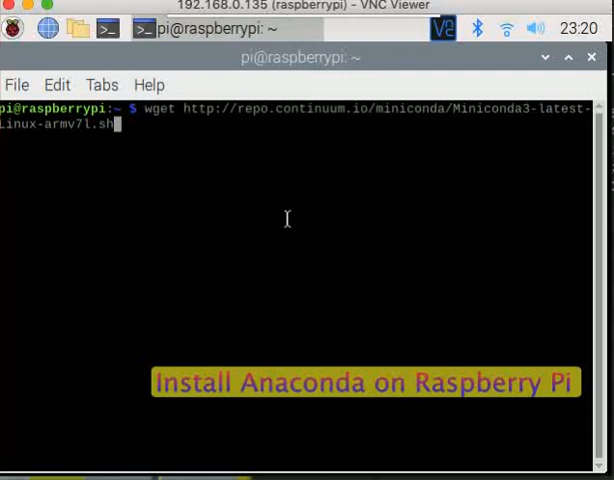 192.168.0.135 (raspberrypi) - VNC Viewer
pi@raspberrypi: ~
23:20
pi@raspberrypi: ~
File Edit Tabs Help
pi@raspberrypi:~ $ wget http://repo.continuum.io/miniconda/Miniconda3-latest-
Linux-armv7l.sh
Install Anaconda on Raspberry Pi